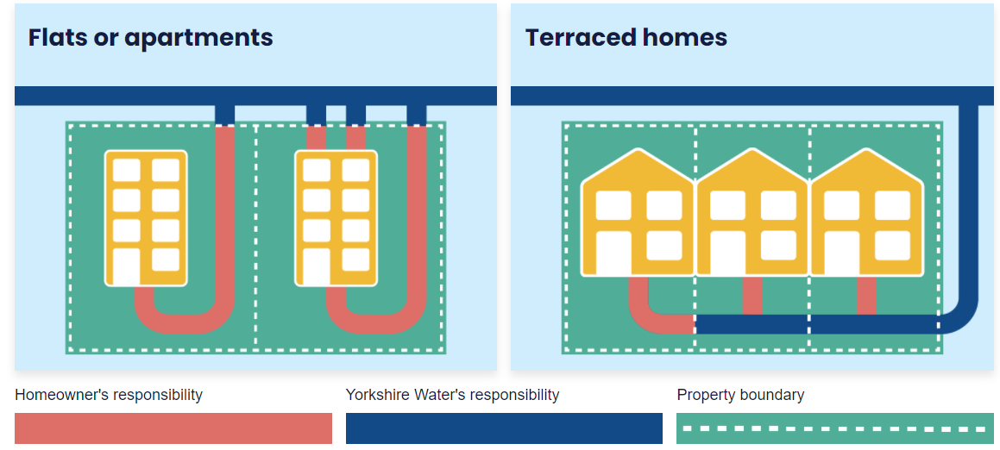 Flats or apartments
Terraced homes
Homeowner's responsibility
Yorkshire Water's responsibility
Property boundary